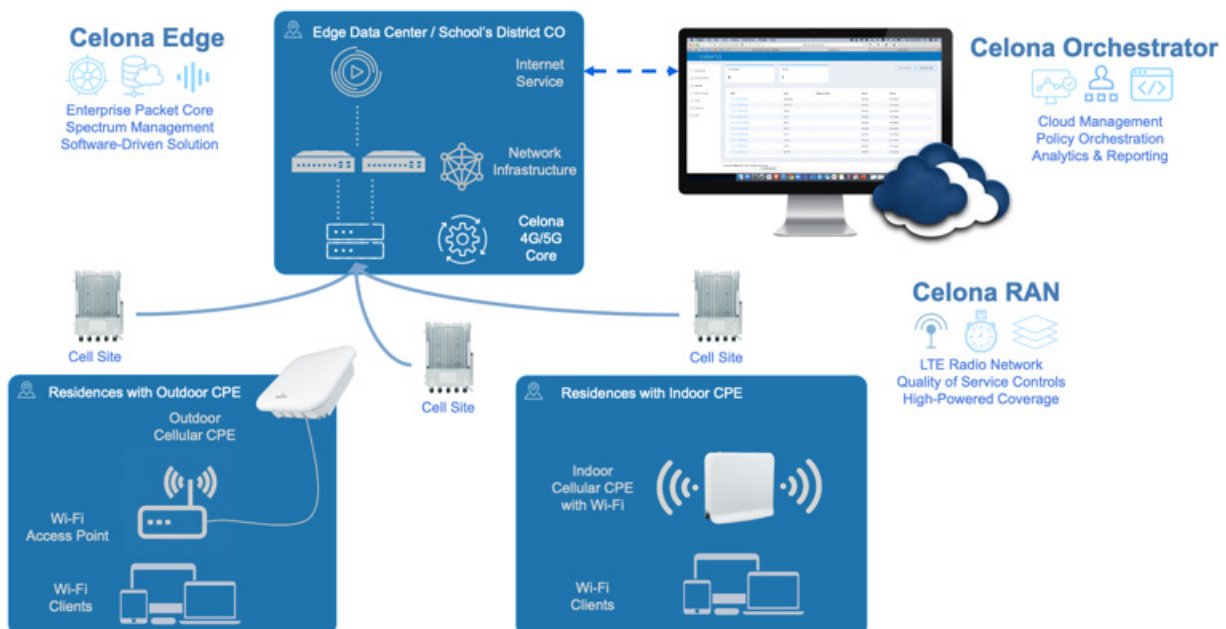 Celona Edge
Enterprise Packet Core
Spectrum Management
Software-Driven Solution
Edge Data Center / School's District CO
Internet
Service
Network
Infrastructure
Celona
4G/5G
Core
Celona Orchestrator
Cloud Management
Policy Orchestration
Analytics & Reporting
Cell Site
Cell Site
Cell Site
Celona RAN
LTE Radio Network
Quality of Service Controls
High-Powered Coverage
Residences with Outdoor CPE
Outdoor
Cellular CPE
Wi-Fi
Access Point
Wi-Fi
Clients
Residences with Indoor CPE
Indoor
Cellular CPE
with Wi-Fi
Wi-Fi
Clients